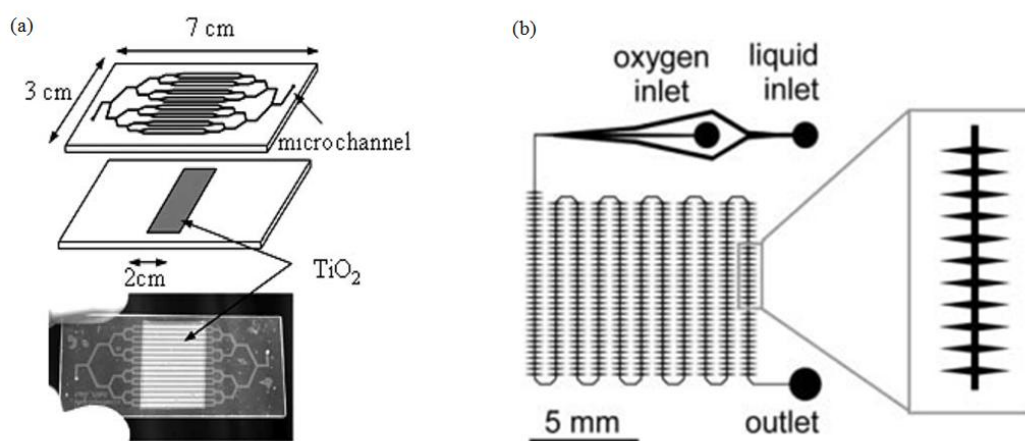 (a)
7 cm
3 cm
microchannel
2cm
TiO₂
(b)
oxygen
inlet
liquid
inlet
5 mm
outlet